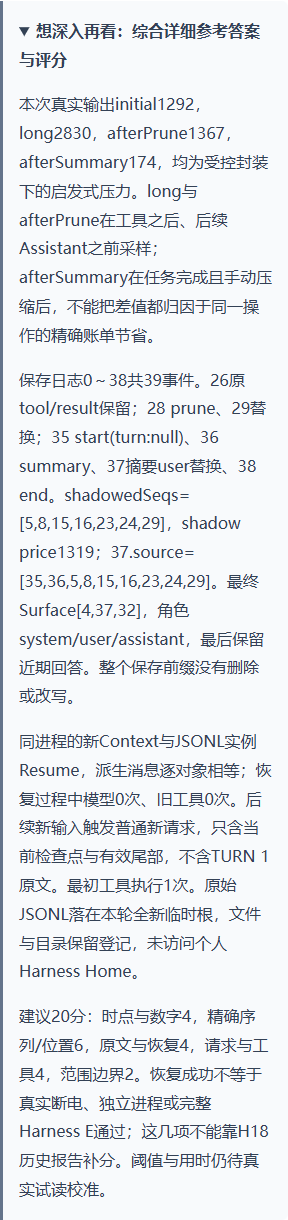 ▼ 想深入再看：综合详细参考答案
与评分
本次真实输出initial1292，
long2830，afterPrune1367，
afterSummary174，均为受控封装
下的启发式压力。long与
afterPrune在工具之后、后续
Assistant之前采样；
afterSummary在任务完成且手动压
缩后，不能把差值都归因于同一操
作的精确账单节省。
保存日志0～38共39事件。26原
tool/result保留；28 prune、29替
换；35 start(turn:null)、36
summary、37摘要user替换、38
end。shadowedSeqs=
[5,8,15,16,23,24,29]，shadow
price1319；37.source=
[35,36,5,8,15,16,23,24,29]。最终
Surface[4,37,32]，角色
system/user/assistant，最后保留
近期回答。整个保存前缀没有删除
或改写。
同进程的新Context与JSONL实例
Resume，派生消息逐对象相等；恢
复过程中模型0次、旧工具0次。后
续新输入触发普通新请求，只含当
前检查点与有效尾部，不含TURN 1
原文。最初工具执行1次。原始
JSONL落在本轮全新临时根，文件
与目录保留登记，未访问个人
Harness Home。
建议20分：时点与数字4，精确序
列/位置6，原文与恢复4，请求与工
具4，范围边界2。恢复成功不等于
真实断电、独立进程或完整
Harness E通过；这几项不能靠H18
历史报告补分。阈值与用时仍待真
实试读校准。